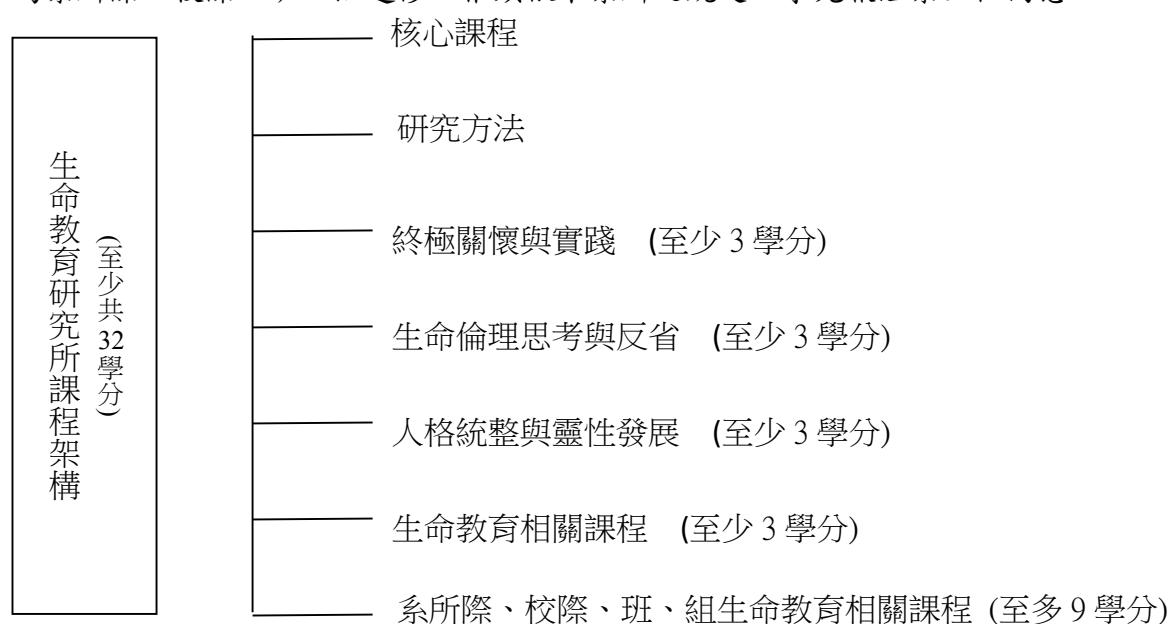 核心課程
研究方法
生命教育研究所課程架構
(至少共32學分)
終極關懷與實踐 (至少 3 學分)
生命倫理思考與反省 (至少 3 學分)
人格統整與靈性發展 (至少 3 學分)
生命教育相關課程 (至少 3 學分)
系所際、校際、班、組生命教育相關課程 (至多 9 學分)